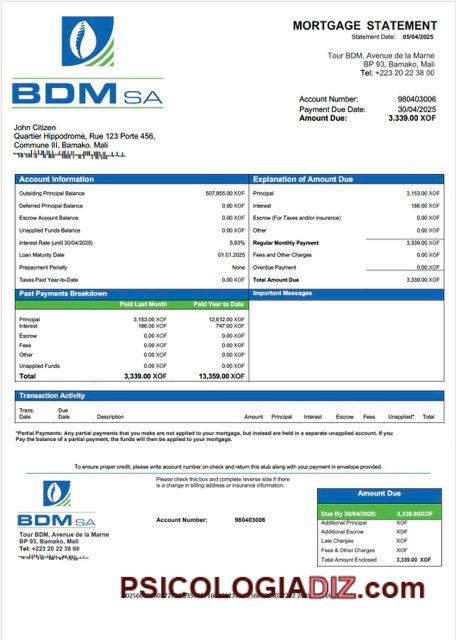 MORTGAGE STATEMENT
Statement Date: 05/04/2025
BDM SA
Tour BDM, Avenue de la Marne
BP 93, Bamako, Mali
Tel: +223 20 22 38 00
Account Number: 980403006
Payment Due Date: 30/04/2025
Amount Due: 3.339.00 XOF
John Citizen
Quartier Hippodrome, Rue 123 Porte 456,
Commune III, Bamako, Mali
Account Information
Outsiding Principal Balance 507,855.00 XOF
Deferred Principal Balance 0.00 XOF
Escrow Account Balance 0.00 XOF
Unapplied Funds Balance 0.00 XOF
Interest Rate (until 30/04/2025) 5.93%
Loan Maturity Date 01.01.2025
Prepayment Penalty None
Taxes Paid Year-to-Date 0.00 XOF
Explanation of Amount Due
Principal 3,153.00 XOF
Interest 186.00 XOF
Escrow (For Taxes and/or insurance) 0.00 XOF
Other 0.00 XOF
Regular Monthly Payment 3,339.00 XOF
Fees and Other Charges 0.00 XOF
Overdue Payment 0.00 XOF
Total Amount Due 3,339.00 XOF
Past Payments Breakdown
Paid Last Month Paid Year to Date
Principal 3,153.00 XOF 12,612.00 XOF
Interest 186.00 XOF 747.00 XOF
Escrow 0.00 XOF 0.00 XOF
Fees 0.00 XOF 0.00 XOF
Other 0.00 XOF 0.00 XOF
Unapplied Funds 0.00 XOF 0.00 XOF
Total 3,339.00 XOF 13,359.00 XOF
Important Messages
Transaction Activity
Trans. Date Due Date Description Amount Principal Interest Escrow Fees Unapplied* Total
*Partial Payments: Any partial payments that you make are not applied to your mortgage, but instead are held in a separate unapplied account. If you
Pay the balance of a partial payment, the funds will then be applied to your mortgage.
To ensure proper credit, please write account number on check and return this stub along with your payment in envelope provided.
BDM SA
Tour BDM, Avenue de la Marne
BP 93, Bamako, Mali
Tel: +223 20 22 38 00
Please check this box and complete reverse side if there
is a change in billing address or insurance information.
Account Number: 980403006
Amount Due
Due By 30/04/2025: 3,339.00XOF
Additional Principal XOF
Additional Escrow XOF
Late Charges XOF
Fees & Other Charges XOF
Total Amount Enclosed 3,339.00 XOF
PSICOLOGIADIZ.com